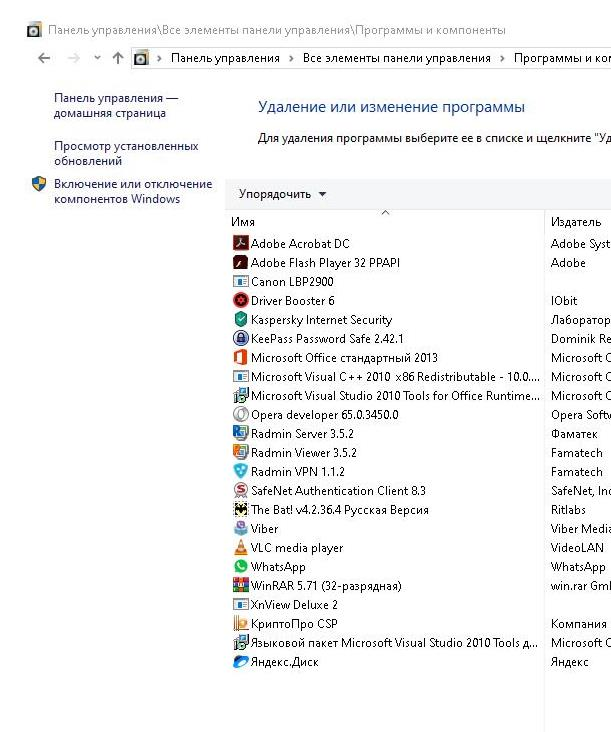 Панель управления\Все элементы панели управления\Программы и компоненты
Панель управления › Все элементы панели управления › Программы и ком
Панель управления —
домашняя страница
Просмотр установленных
обновлений
Включение или отключение
компонентов Windows
Удаление или изменение программы
Для удаления программы выберите ее в списке и щелкните "Уд
Упорядочить
Имя Издатель
Adobe Acrobat DC Adobe Syst
Adobe Flash Player 32 PPAPI Adobe
Canon LBP2900
Driver Booster 6 IObit
Kaspersky Internet Security Лаборатор
KeePass Password Safe 2.42.1 Dominik Re
Microsoft Office стандартный 2013 Microsoft C
Microsoft Visual C++ 2010 x86 Redistributable - 10.0.... Microsoft C
Microsoft Visual Studio 2010 Tools for Office Runtime... Microsoft C
Opera developer 65.0.3450.0 Opera Softw
Radmin Server 3.5.2 Фаматек
Radmin Viewer 3.5.2 Famatech
Radmin VPN 1.1.2 Famatech
SafeNet Authentication Client 8.3 SafeNet, Inc
The Bat! v4.2.36.4 Русская Версия Ritlabs
Viber Viber Media
VLC media player VideoLAN
WhatsApp WhatsApp
WinRAR 5.71 (32-разрядная) win.rar Gml
XnView Deluxe 2
КриптоПро CSP Компания
Языковой пакет Microsoft Visual Studio 2010 Tools д... Microsoft C
Яндекс.Диск Яндекс